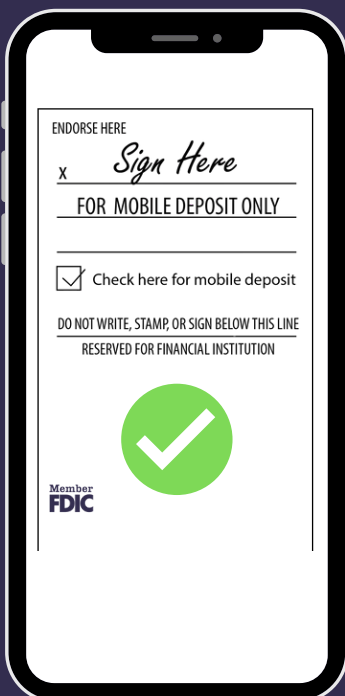 ENDORSE HERE
X Sign Here
FOR MOBILE DEPOSIT ONLY
Check here for mobile deposit
DO NOT WRITE, STAMP, OR SIGN BELOW THIS LINE
RESERVED FOR FINANCIAL INSTITUTION
Member
FDIC